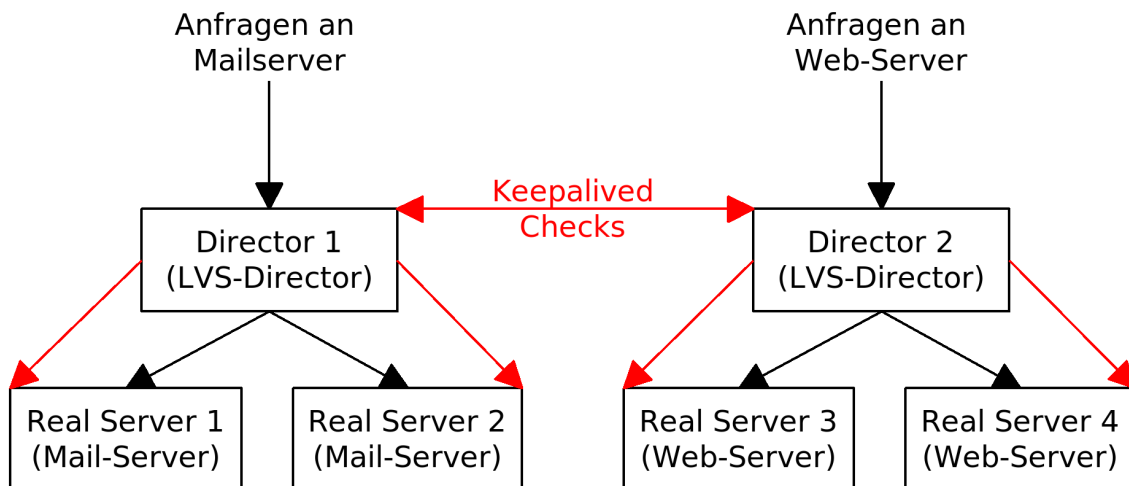 Anfragen an
Mailserver
Anfragen an
Web-Server
Keepalived
Checks
Director 1
(LVS-Director)
Director 2
(LVS-Director)
Real Server 1
(Mail-Server)
Real Server 2
(Mail-Server)
Real Server 3
(Web-Server)
Real Server 4
(Web-Server)